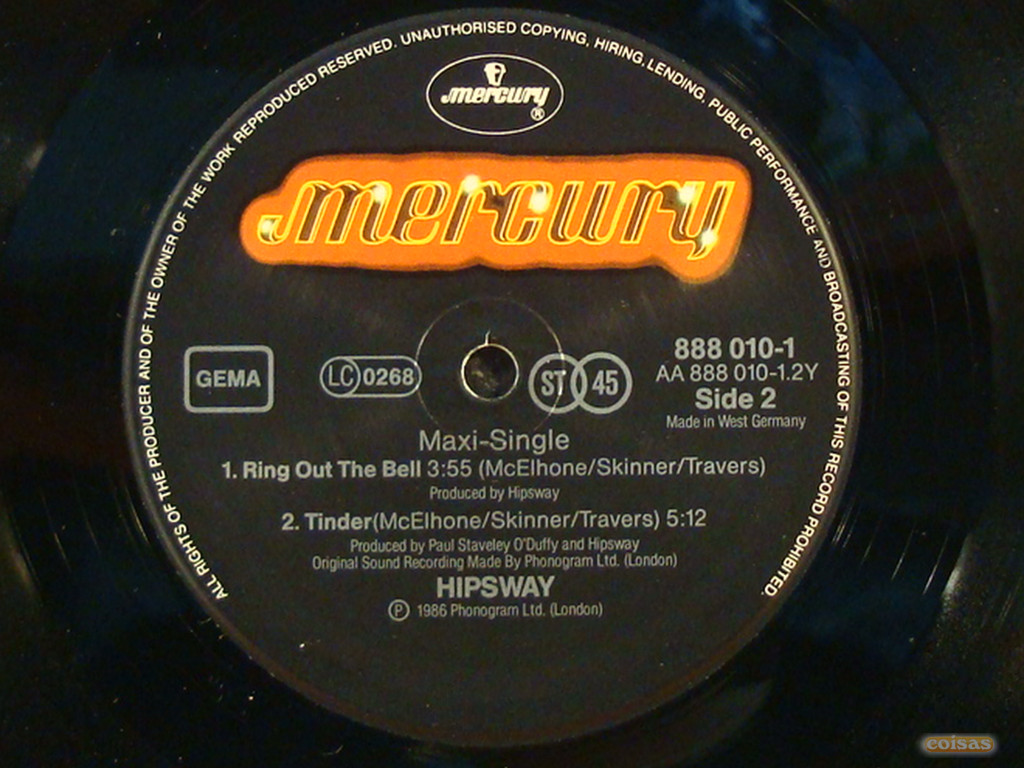 ALL RIGHTS OF THE PRODUCER AND OF THE OWNER OF THE WORK REPRODUCED RESERVED. UNAUTHORISED COPYING, HIRING, LENDING, PUBLIC PERFORMANCE AND BROADCASTING OF THIS RECORD PROHIBITED.
mercury ®
mercury
GEMA
LC 0268
ST 45
888 010-1
AA 888 010-1.2Y
Side 2
Made in West Germany
Maxi-Single
1. Ring Out The Bell 3:55 (McElhone/Skinner/Travers)
Produced by Hipsway
2. Tinder(McElhone/Skinner/Travers) 5:12
Produced by Paul Staveley O'Duffy and Hipsway
Original Sound Recording Made By Phonogram Ltd. (London)
HIPSWAY
Ⓟ 1986 Phonogram Ltd. (London)
coisas